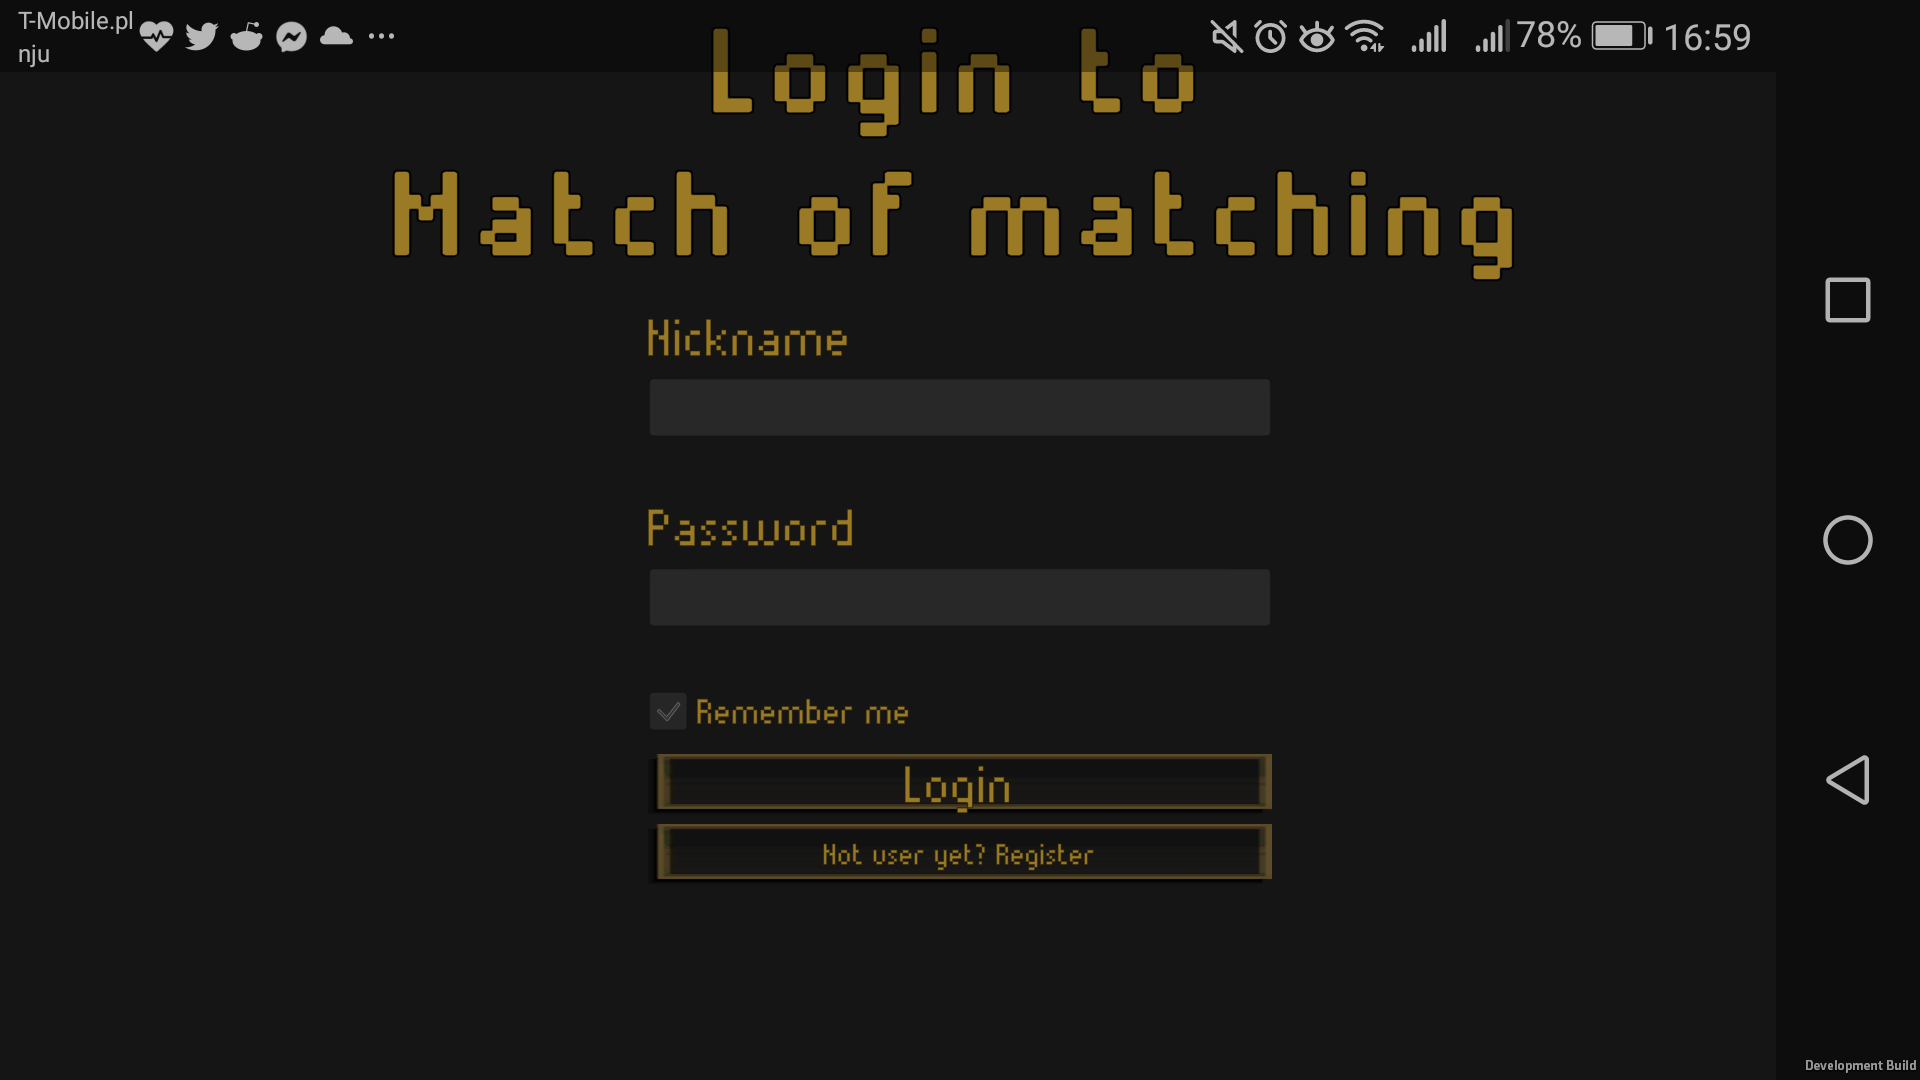 T-Mobile.pl
nju
78%
16:59
Login to
Match of matching
Nickname
Password
Remember me
Login
Not user yet? Register
Development Build